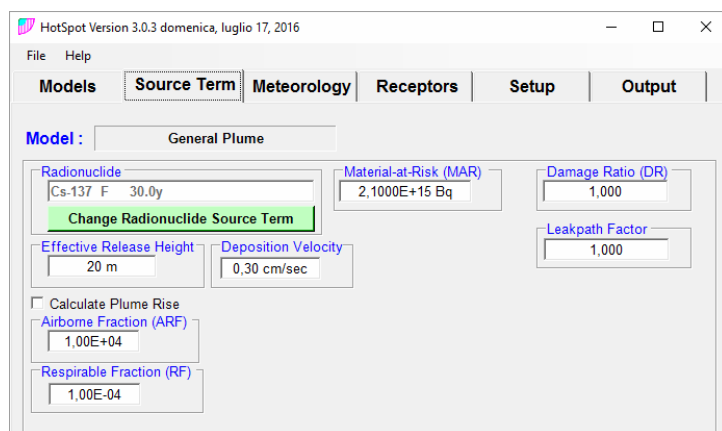 HotSpot Version 3.0.3 domenica, luglio 17, 2016
File Help
Models Source Term Meteorology Receptors Setup Output
Model : General Plume
Radionuclide Material-at-Risk (MAR) Damage Ratio (DR)
Cs-137 F 30.0y 2,1000E+15 Bq 1,000
Change Radionuclide Source Term
Leakpath Factor
Effective Release Height Deposition Velocity 1,000
20 m 0,30 cm/sec
Calculate Plume Rise
Airborne Fraction (ARF)
1,00E+04
Respirable Fraction (RF)
1,00E-04